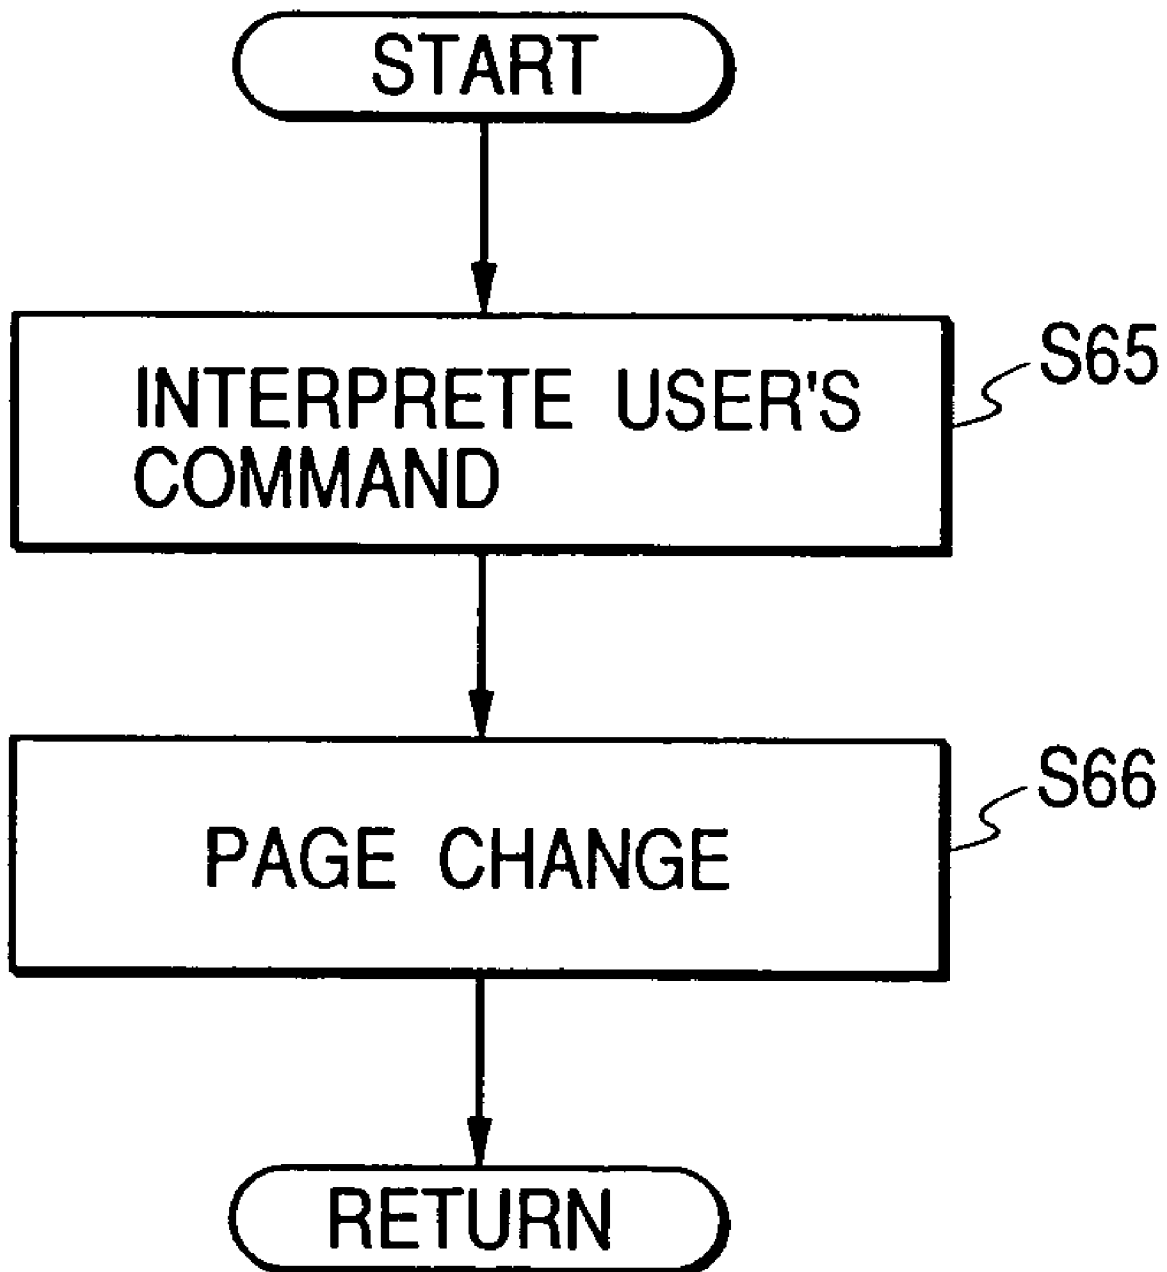 START
INTERPRETE USER'S
COMMAND
S65
PAGE CHANGE
S66
RETURN